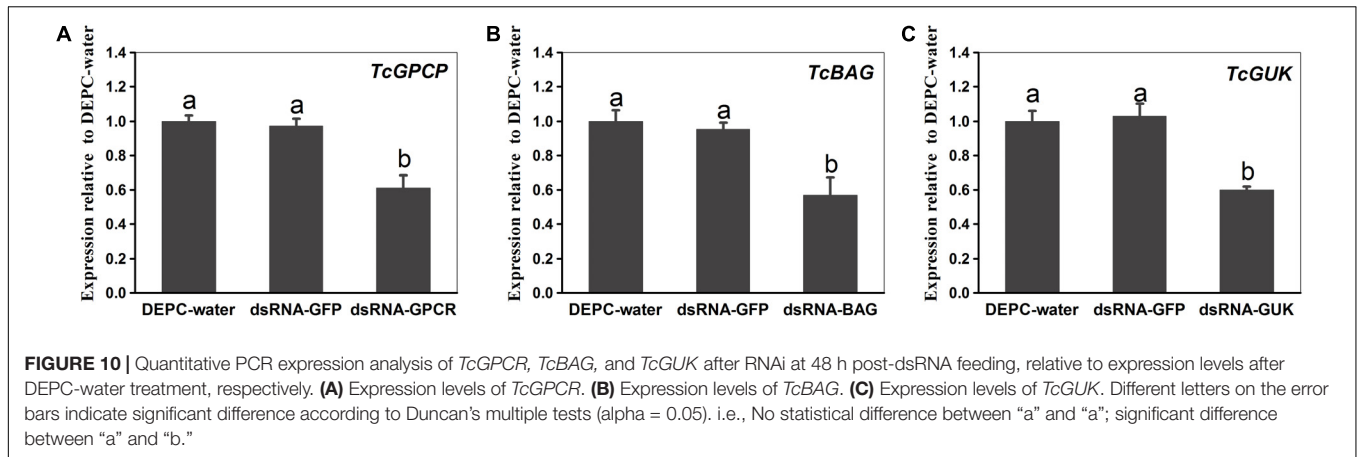 A
Expression relative to DEPC-water
1.4
1.2
1.0
0.8
0.6
0.4
0.2
0.0
TcGPCP
a
a
b
DEPC-water dsRNA-GFP dsRNA-GPCR
B
Expression relative to DEPC-water
1.4
1.2
1.0
0.8
0.6
0.4
0.2
0.0
TcBAG
a
a
b
DEPC-water dsRNA-GFP dsRNA-BAG
C
Expression relative to DEPC-water
1.4
1.2
1.0
0.8
0.6
0.4
0.2
0.0
TcGUK
a
a
b
DEPC-water dsRNA-GFP dsRNA-GUK
FIGURE 10 | Quantitative PCR expression analysis of TcGPCR, TcBAG, and TcGUK after RNAi at 48 h post-dsRNA feeding, relative to expression levels after
DEPC-water treatment, respectively. (A) Expression levels of TcGPCR. (B) Expression levels of TcBAG. (C) Expression levels of TcGUK. Different letters on the error
bars indicate significant difference according to Duncan’s multiple tests (alpha = 0.05). i.e., No statistical difference between “a” and “a”; significant difference
between “a” and “b.”